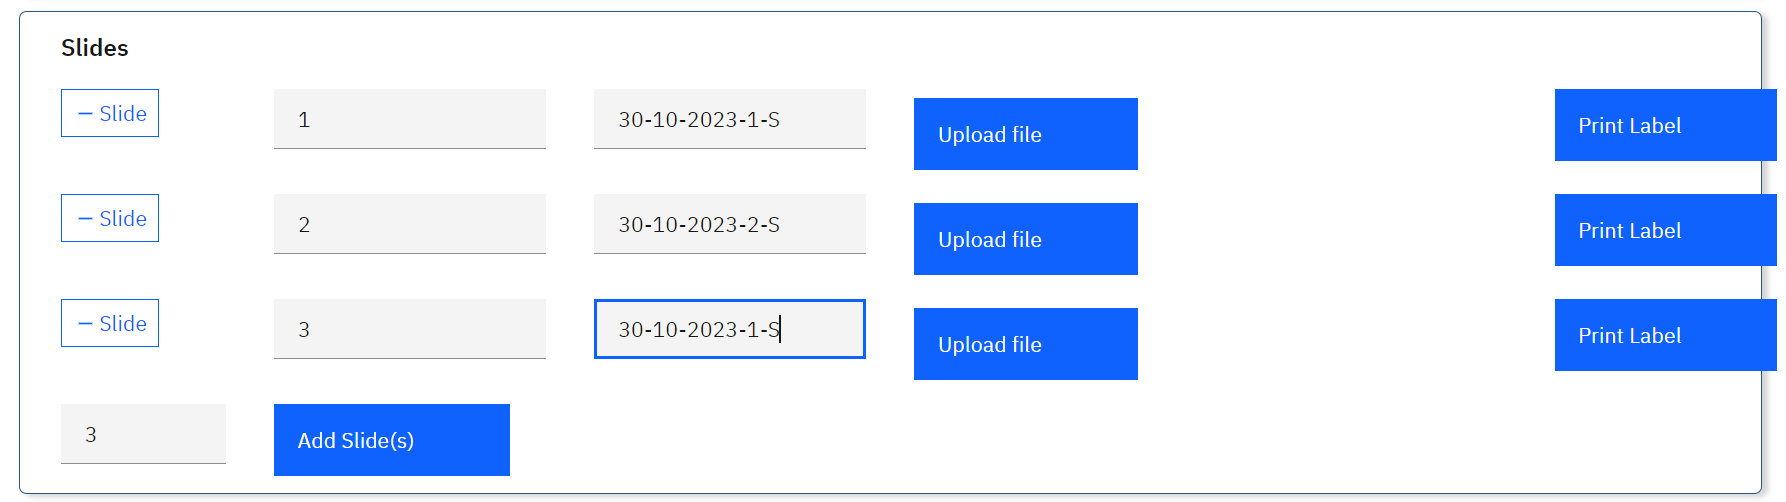 Slides
— Slide 1 30-10-2023-1-S Upload file Print Label
— Slide 2 30-10-2023-2-S Upload file Print Label
— Slide 3 30-10-2023-1-S Upload file Print Label
3 Add Slide(s)